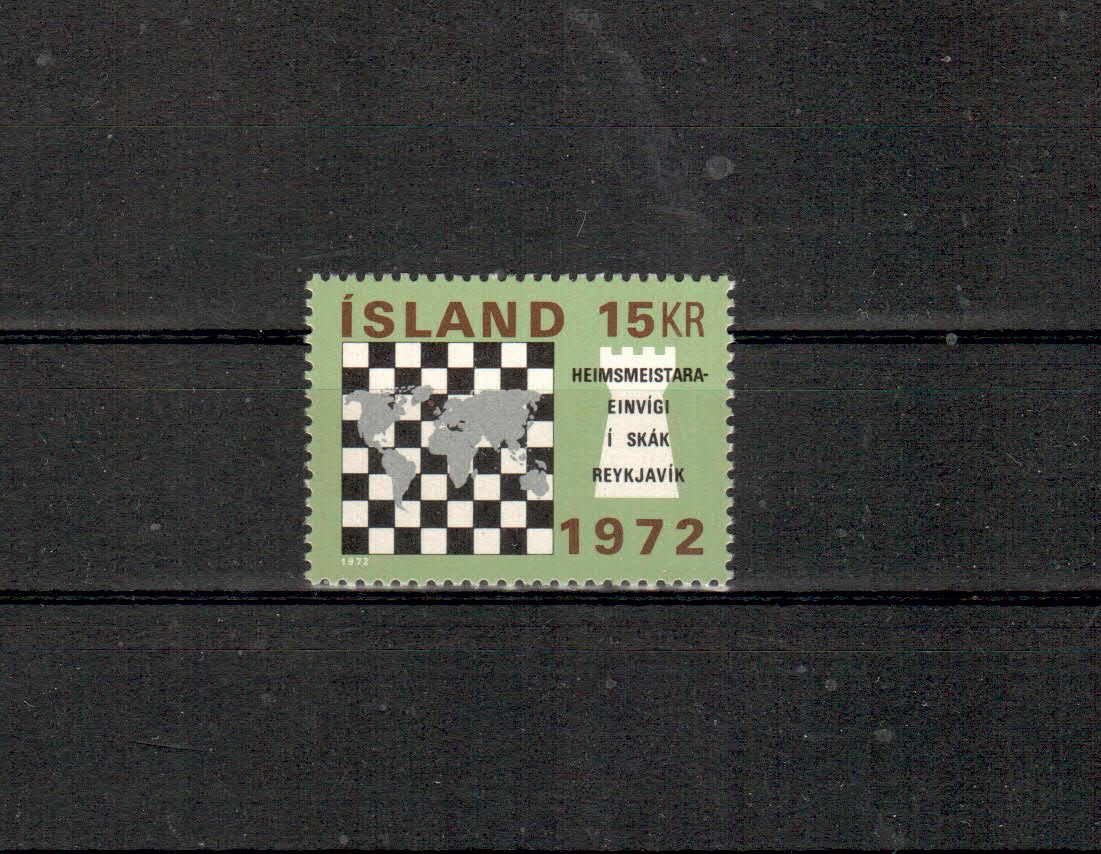 ÍSLAND 15KR
HEIMSMEISTARA-
EINVÍGI
Í SKÁK
REYKJAVÍK
1972
1972